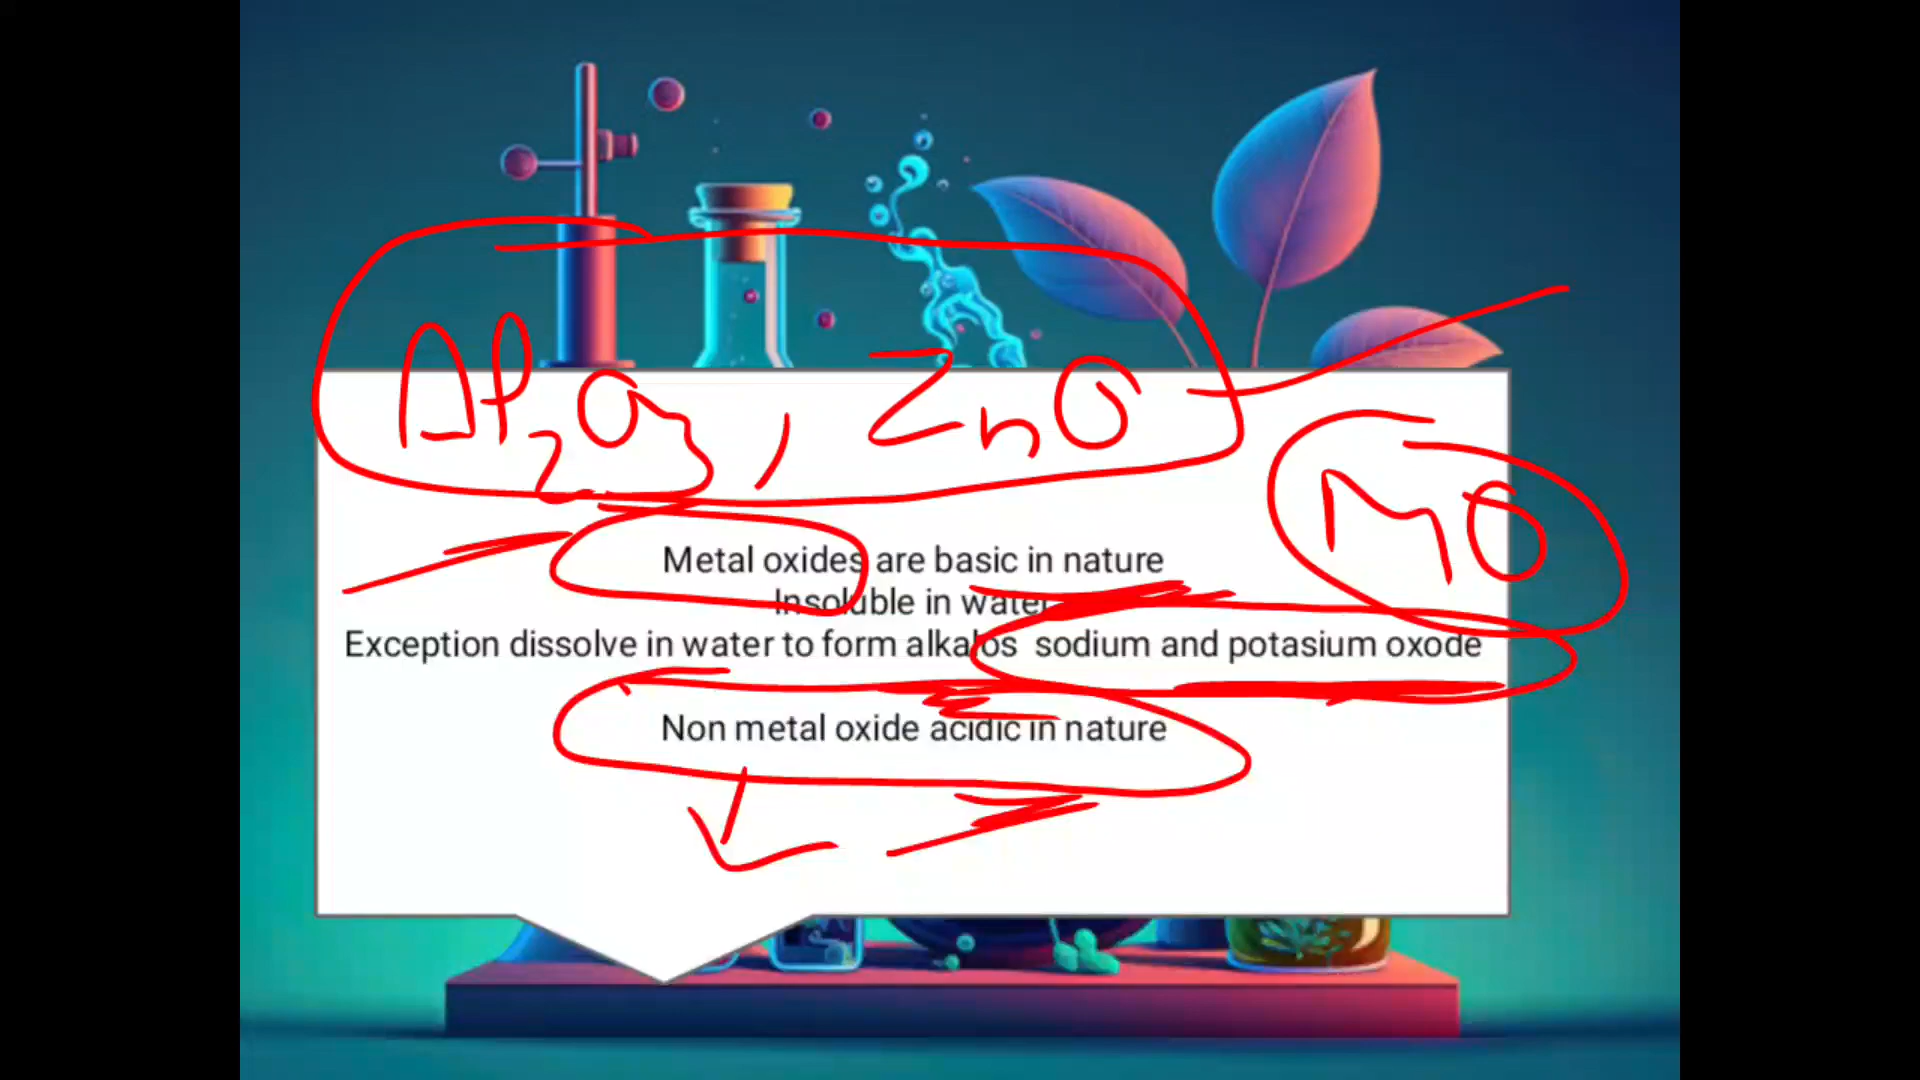 Al2O3, ZnO
MO
Metal oxides are basic in nature
Insoluble in water
Exception dissolve in water to form alkalos sodium and potasium oxode
Non metal oxide acidic in nature